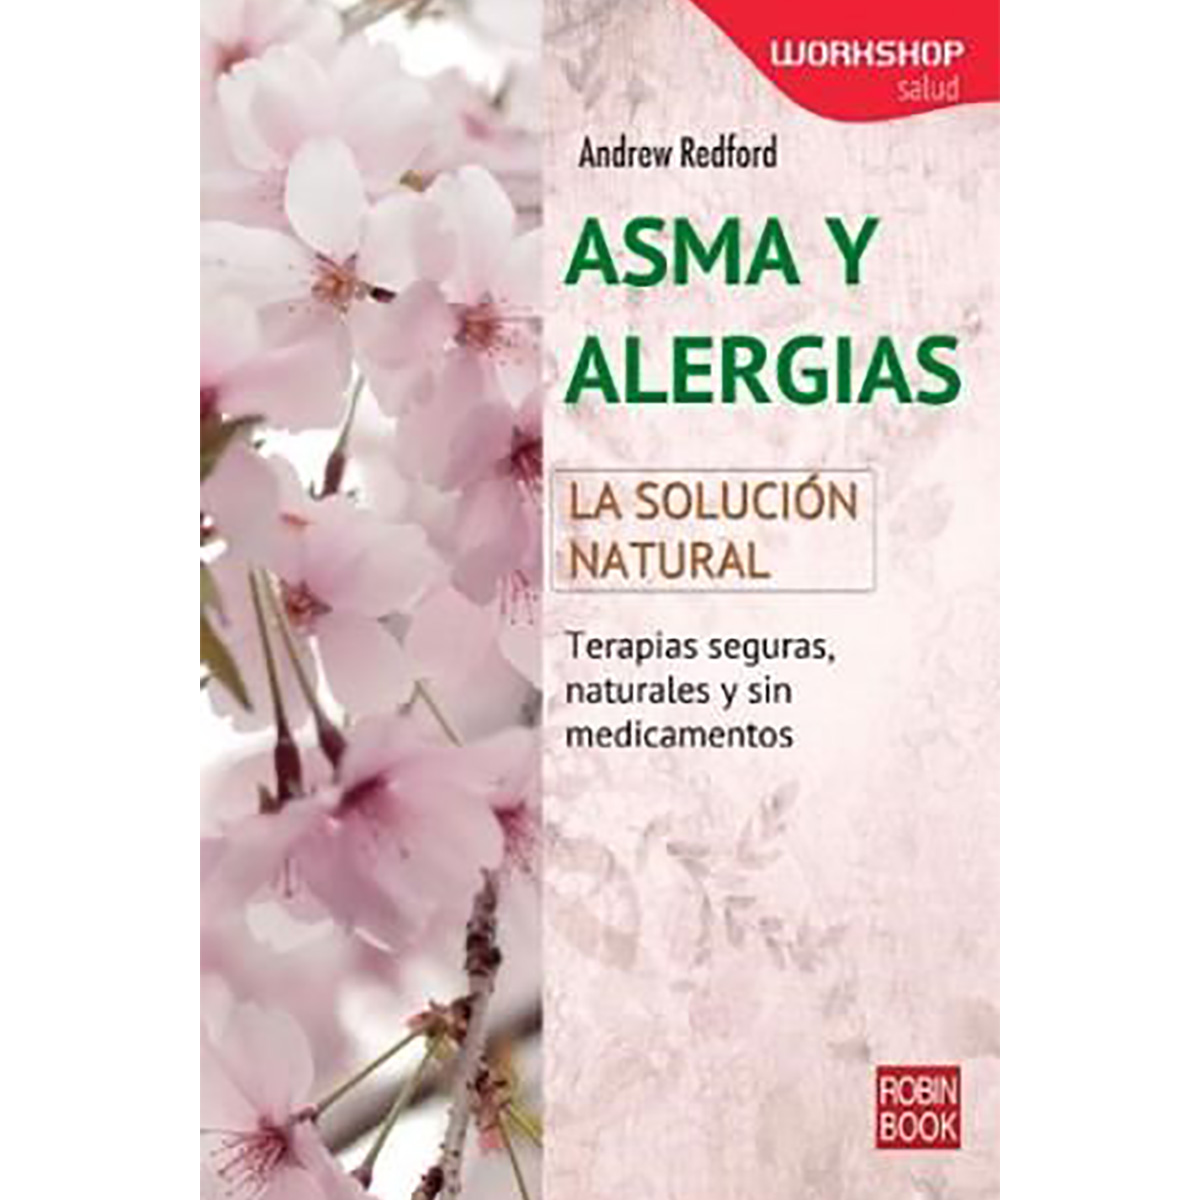 WORKSHOP
salud
Andrew Redford
ASMA Y
ALERGIAS
LA SOLUCIÓN
NATURAL
Terapias seguras,
naturales y sin
medicamentos
ROBIN
BOOK